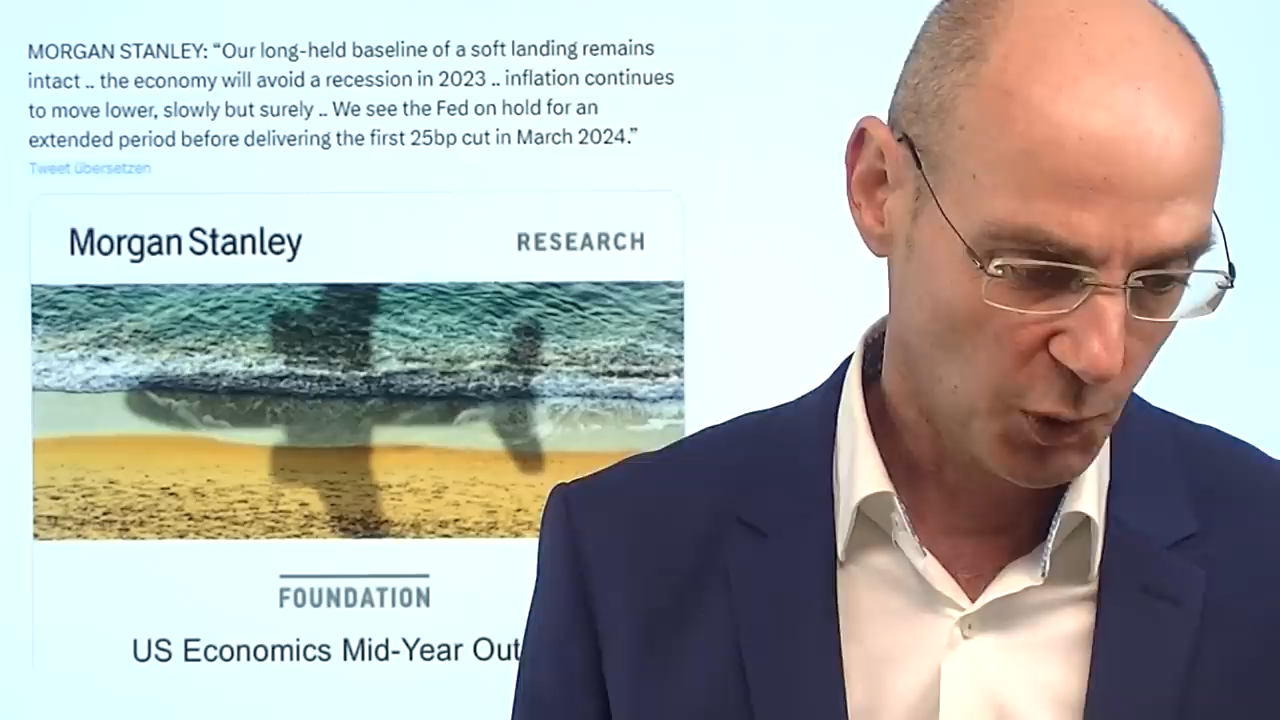 MORGAN STANLEY: “Our long-held baseline of a soft landing remains
intact .. the economy will avoid a recession in 2023 .. inflation continues
to move lower, slowly but surely .. We see the Fed on hold for an
extended period before delivering the first 25bp cut in March 2024.”
Tweet übersetzen
Morgan Stanley RESEARCH
FOUNDATION
US Economics Mid-Year Out